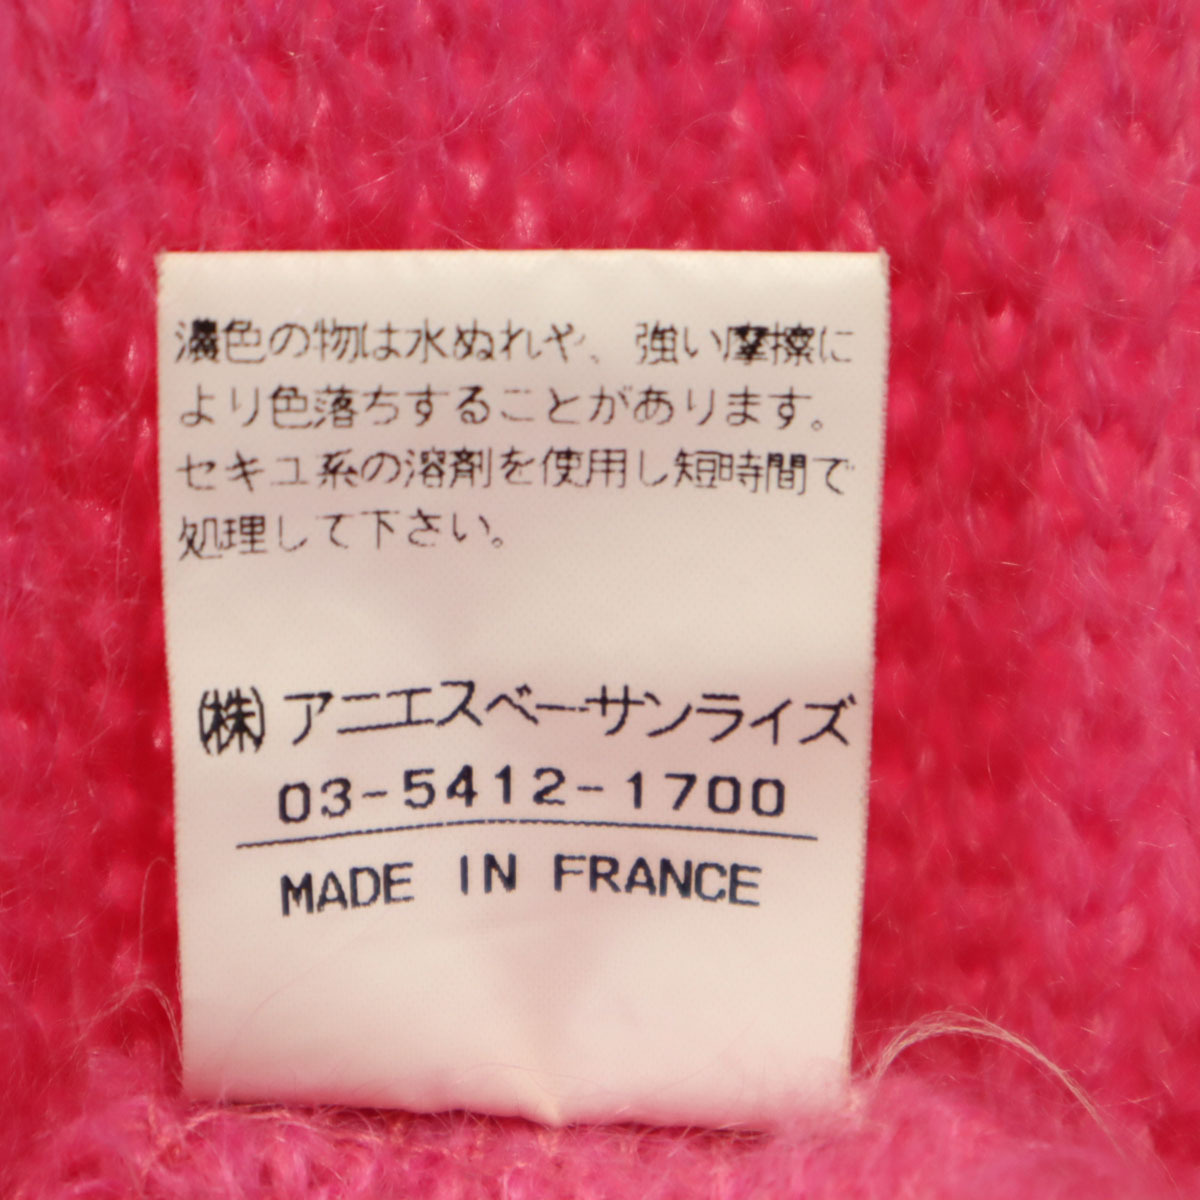 濃色の物は水ぬれや、強い摩擦に
より色落ちすることがあります。
セキユ系の溶剤を使用し短時間で
処理して下さい。
㈱アニエスベーサンライズ
03-5412-1700
MADE IN FRANCE